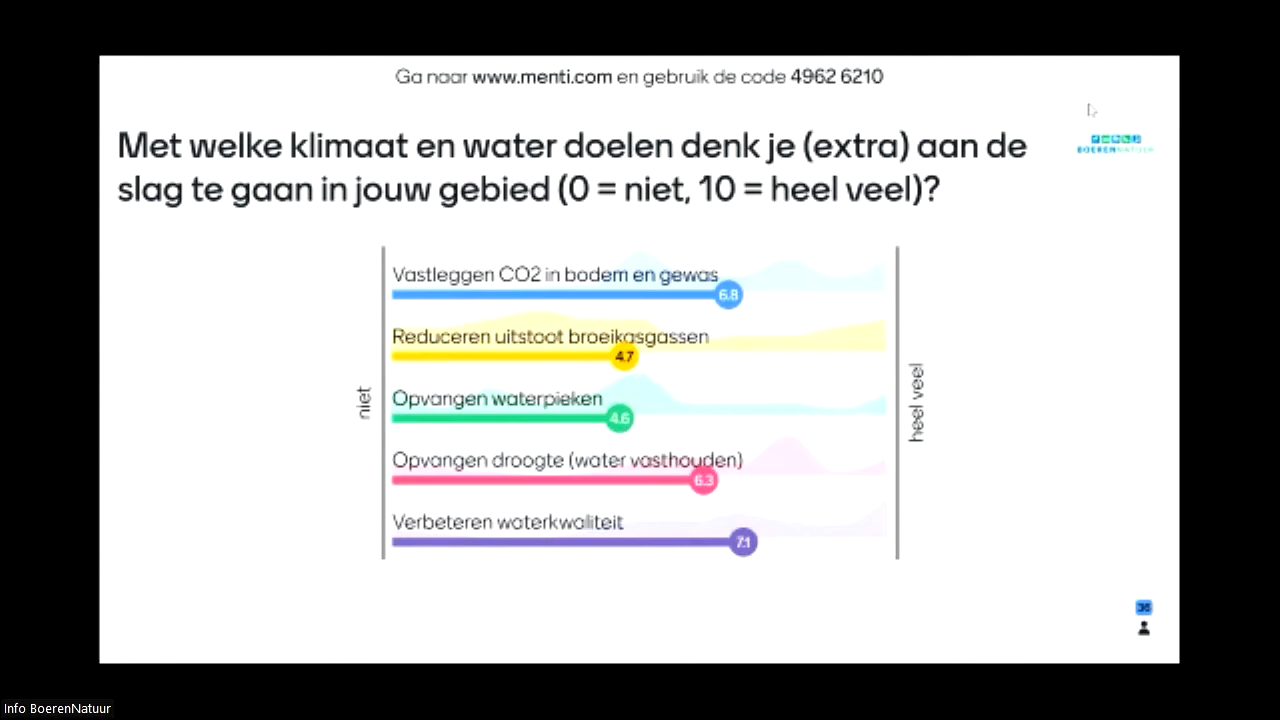 Ga naar www.menti.com en gebruik de code 4962 6210
Met welke klimaat en water doelen denk je (extra) aan de
slag te gaan in jouw gebied (0 = niet, 10 = heel veel)?
BOERENNATUUR
niet
Vastleggen CO2 in bodem en gewas
6.8
Reduceren uitstoot broeikasgassen
4.7
Opvangen waterpieken
4.6
Opvangen droogte (water vasthouden)
6.3
Verbeteren waterkwaliteit
7.1
heel veel
36
Info BoerenNatuur